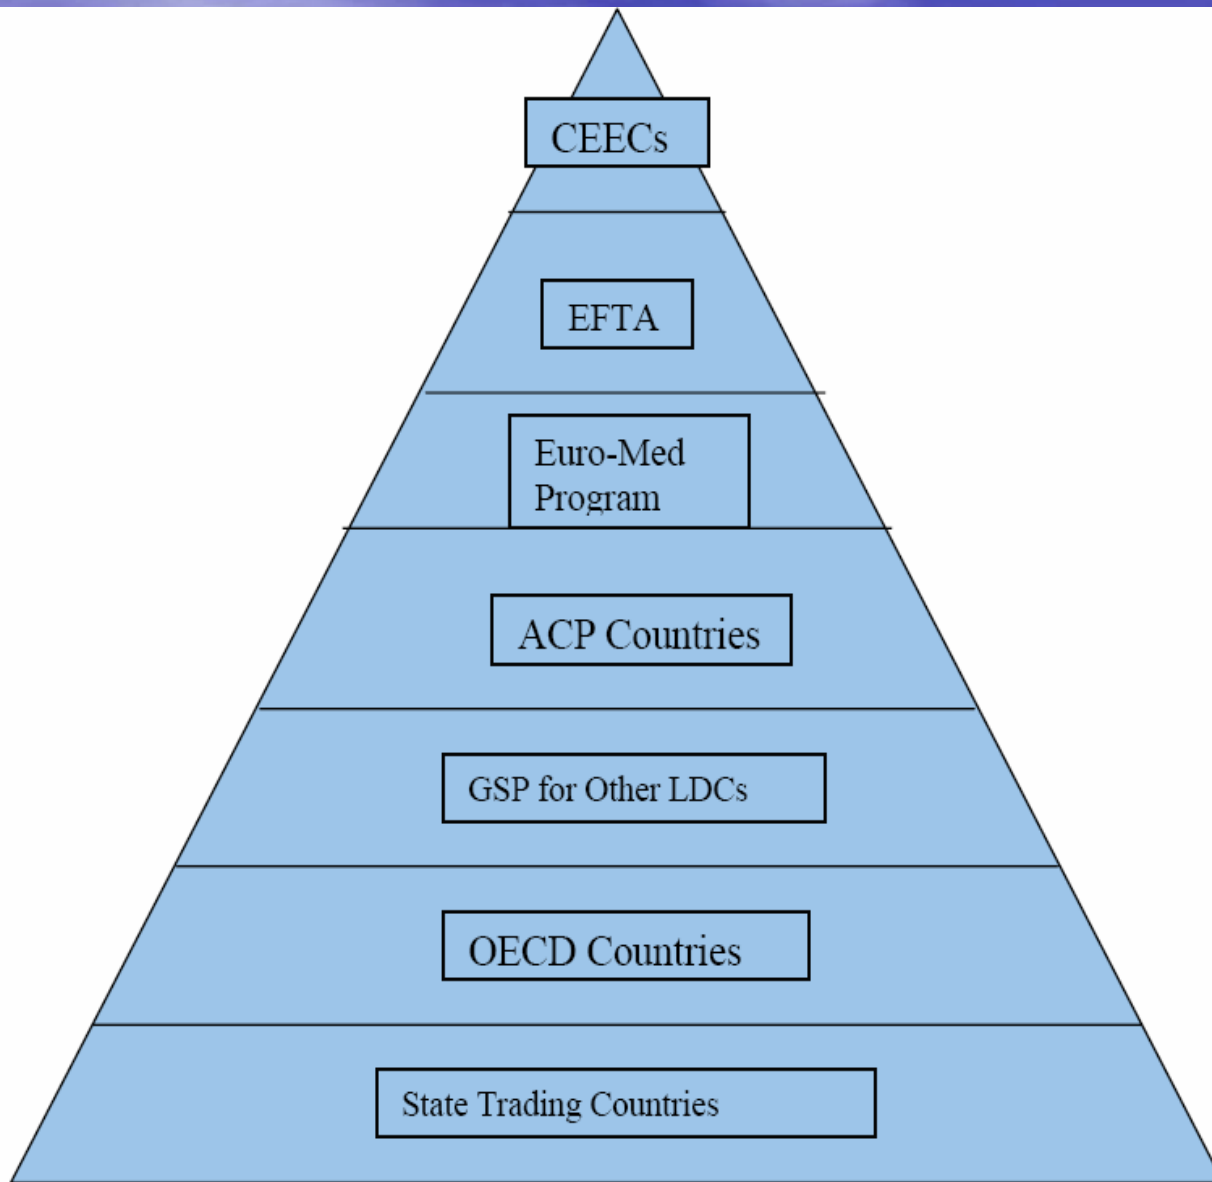 CEECs
EFTA
Euro-Med
Program
ACP Countries
GSP for Other LDCs
OECD Countries
State Trading Countries